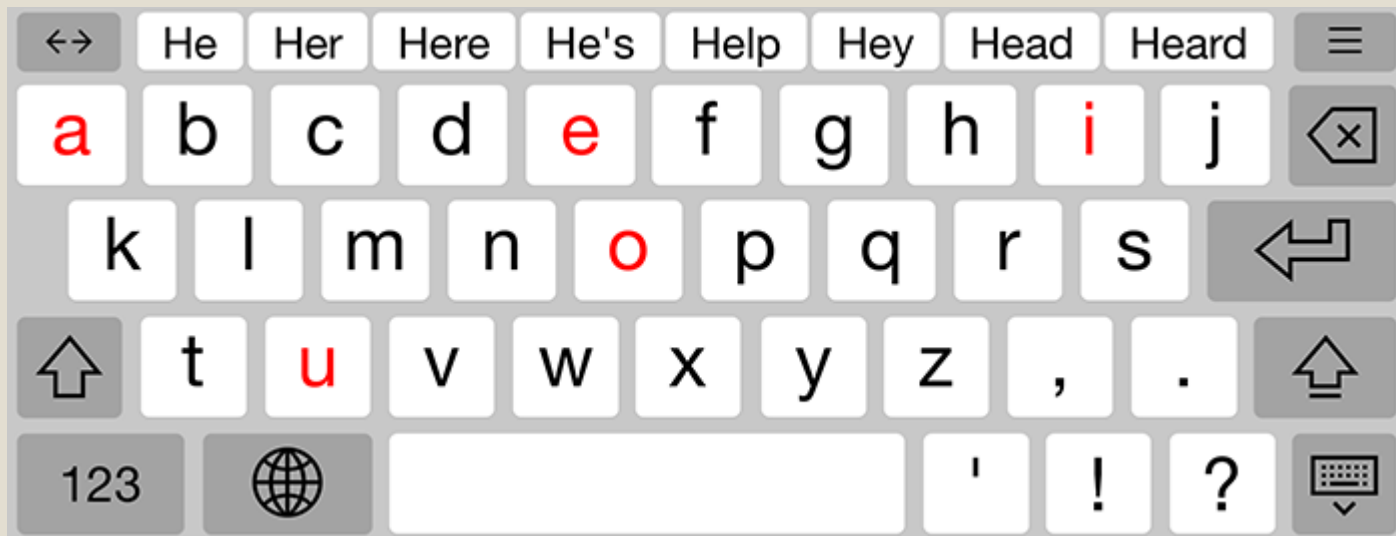 He Her Here He's Help Hey Head Heard
a b c d e f g h i j
k l m n o p q r s
t u v w x y z , .
123 ' ! ?